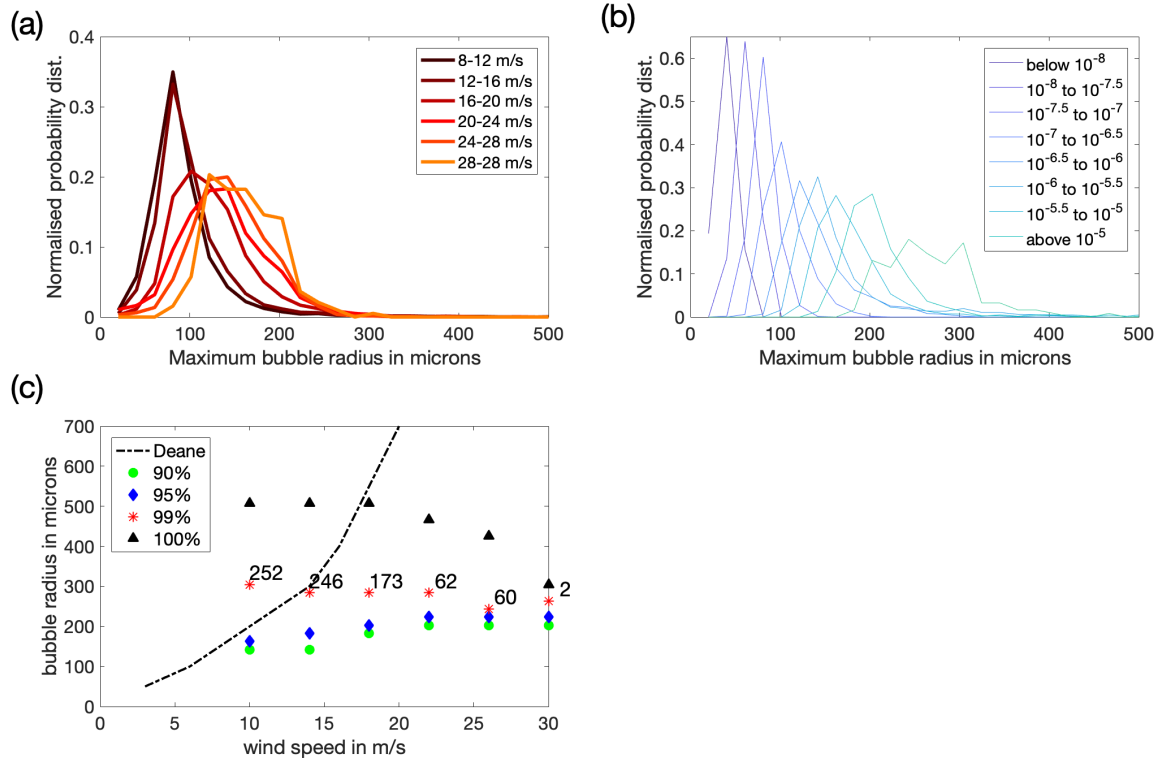 (a)
Normalised probability dist.
0.4
0.3
0.2
0.1
0
0 100 200 300 400 500
Maximum bubble radius in microns
8-12 m/s
12-16 m/s
16-20 m/s
20-24 m/s
24-28 m/s
28-28 m/s
(b)
Normalised probability dist.
0.6
0.5
0.4
0.3
0.2
0.1
0
0 100 200 300 400 500
Maximum bubble radius in microns
below 10⁻⁸
10⁻⁸ to 10⁻⁷·⁵
10⁻⁷·⁵ to 10⁻⁷
10⁻⁷ to 10⁻⁶·⁵
10⁻⁶·⁵ to 10⁻⁶
10⁻⁶ to 10⁻⁵·⁵
10⁻⁵·⁵ to 10⁻⁵
above 10⁻⁵
(c)
bubble radius in microns
700
600
500
400
300
200
100
0
0 5 10 15 20 25 30
wind speed in m/s
Deane
90%
95%
99%
100%
252 246 173 62 60 2